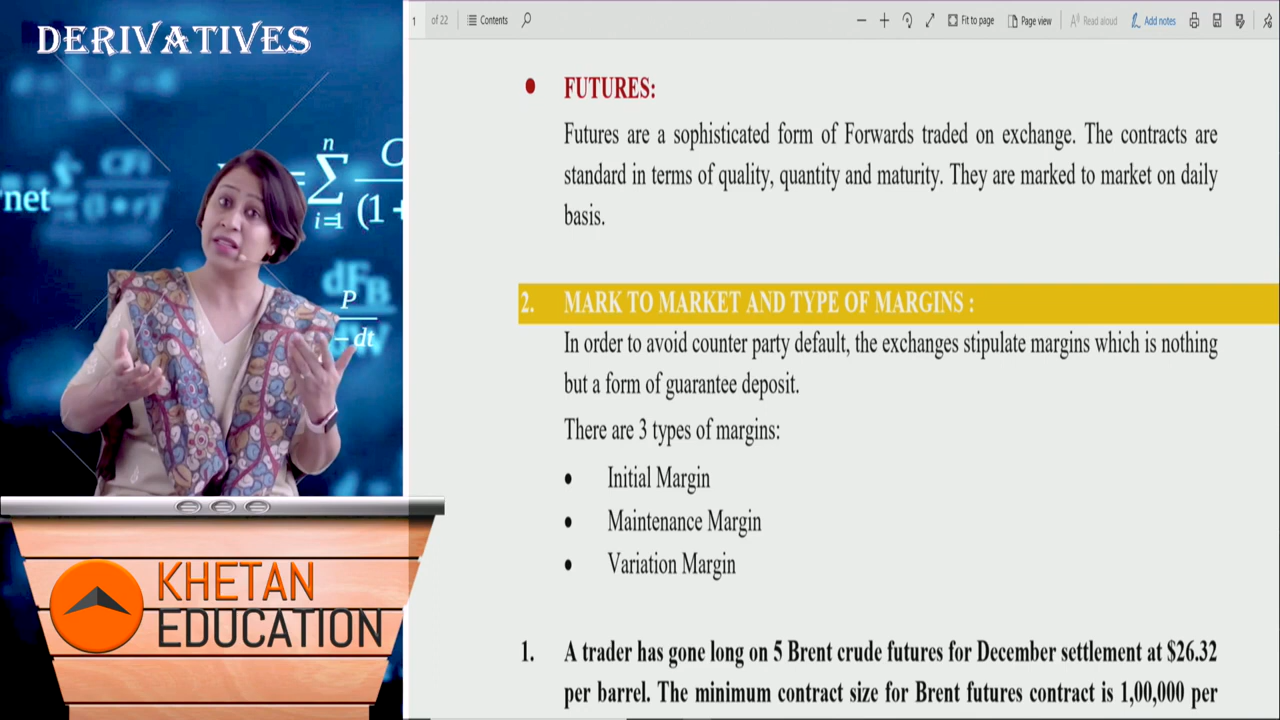 DERIVATIVES
1 of 22 Contents Fit to page Page view Read aloud Add notes
• FUTURES:
Futures are a sophisticated form of Forwards traded on exchange. The contracts are
standard in terms of quality, quantity and maturity. They are marked to market on daily
basis.
2. MARK TO MARKET AND TYPE OF MARGINS :
In order to avoid counter party default, the exchanges stipulate margins which is nothing
but a form of guarantee deposit.
There are 3 types of margins:
• Initial Margin
• Maintenance Margin
• Variation Margin
1. A trader has gone long on 5 Brent crude futures for December settlement at $26.32
per barrel. The minimum contract size for Brent futures contract is 1,00,000 per
net
n
=∑
i=1
(1+
P
-dt
KHETAN
EDUCATION